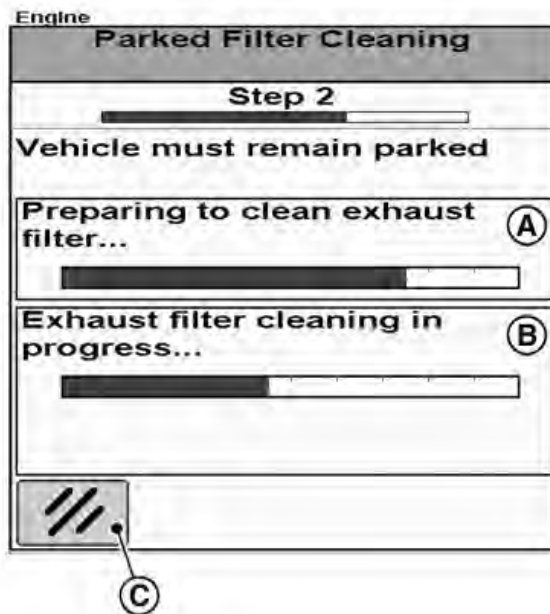 Engine
Parked Filter Cleaning
Step 2
Vehicle must remain parked
Preparing to clean exhaust
filter...
A
Exhaust filter cleaning in
progress...
B
C